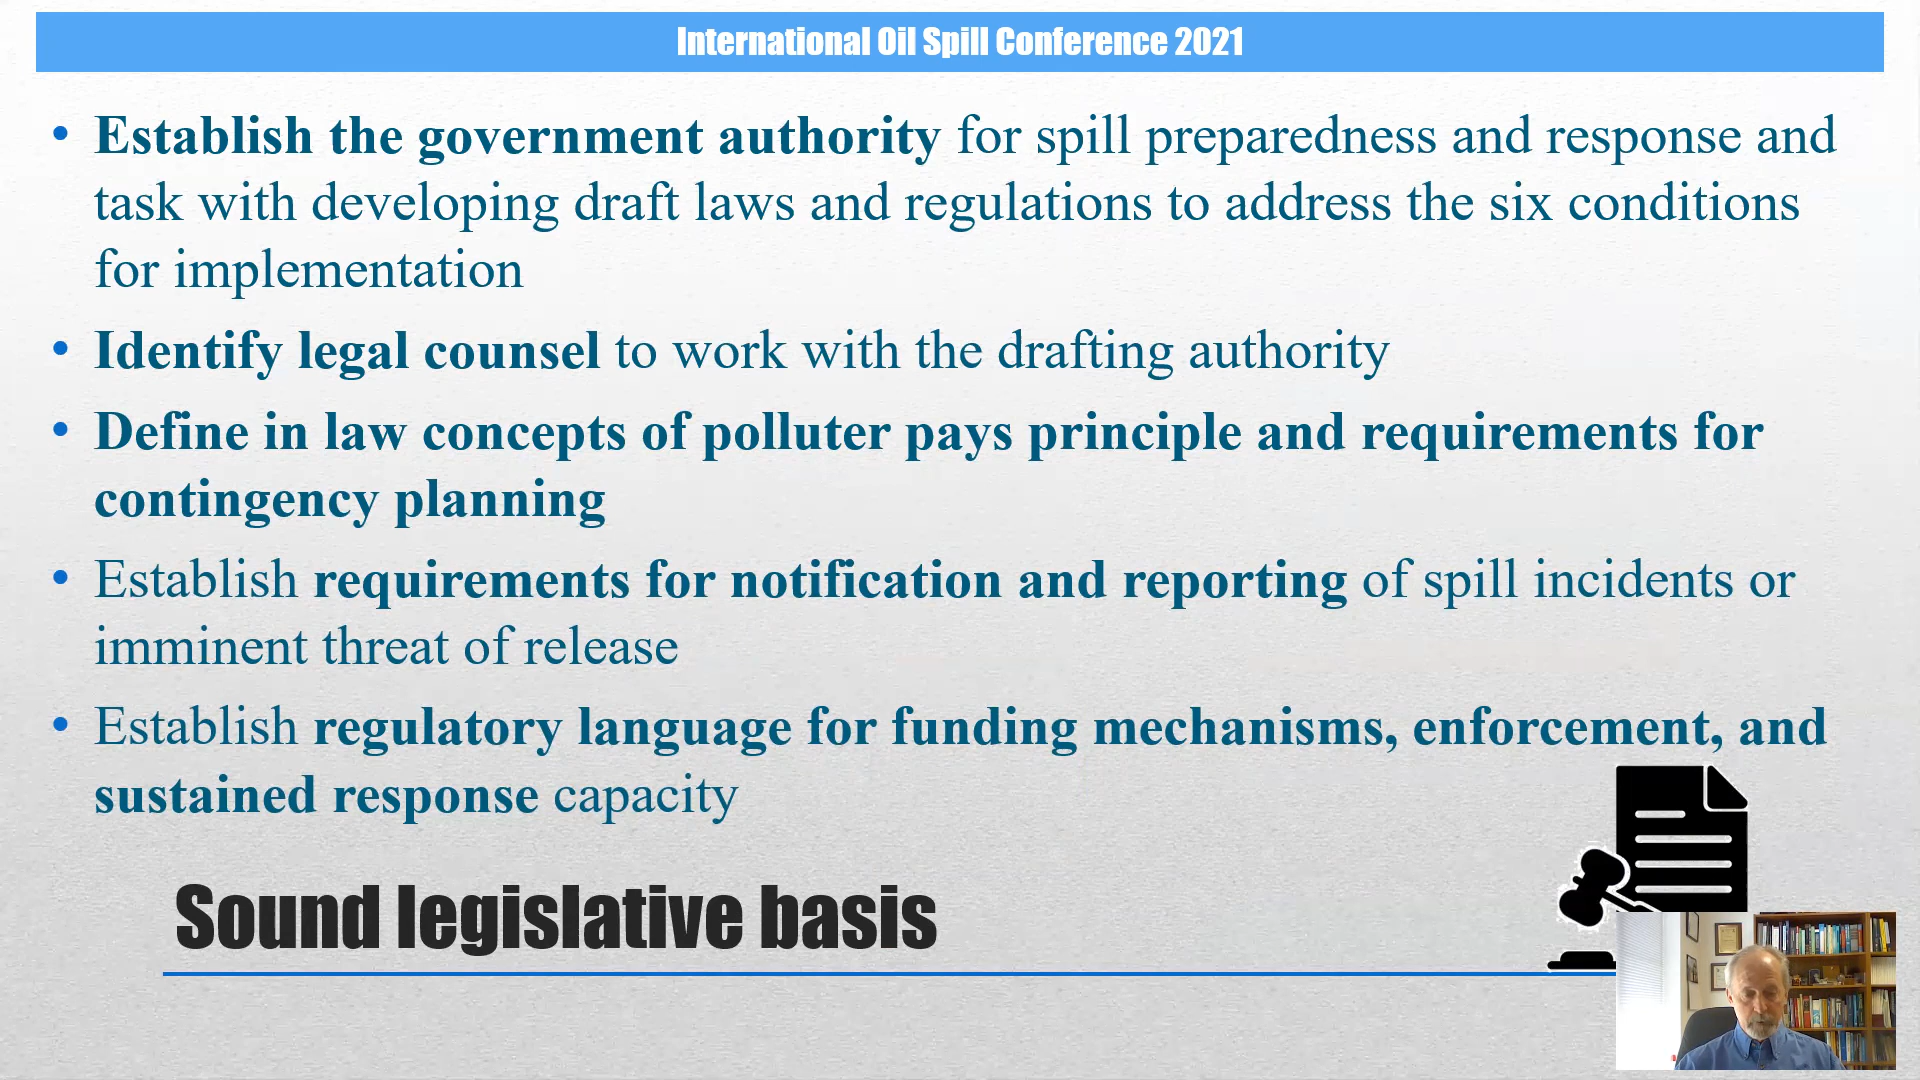 International Oil Spill Conference 2021
• Establish the government authority for spill preparedness and response and
task with developing draft laws and regulations to address the six conditions
for implementation
• Identify legal counsel to work with the drafting authority
• Define in law concepts of polluter pays principle and requirements for
contingency planning
• Establish requirements for notification and reporting of spill incidents or
imminent threat of release
• Establish regulatory language for funding mechanisms, enforcement, and
sustained response capacity
Sound legislative basis